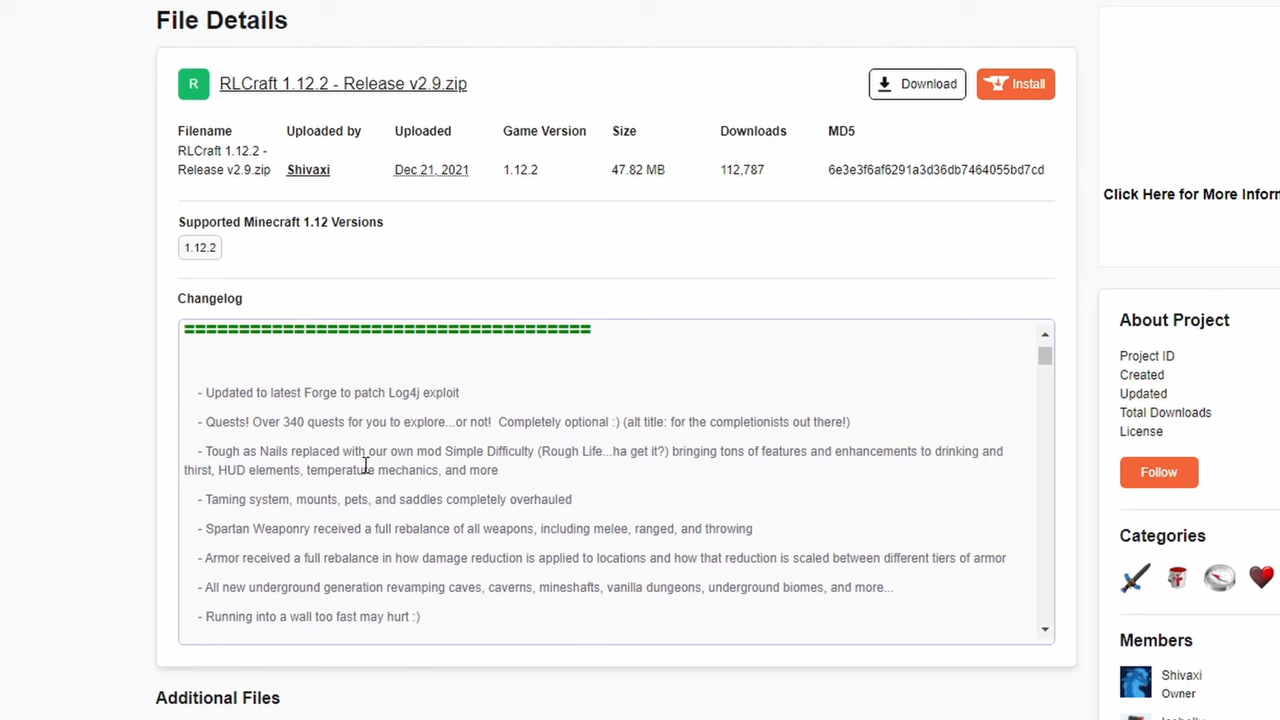 File Details
R
RLCraft 1.12.2 - Release v2.9.zip
Download
Install
Filename
Uploaded by
Uploaded
Game Version
Size
Downloads
MD5
RLCraft 1.12.2 -
Release v2.9.zip
Shivaxi
Dec 21, 2021
1.12.2
47.82 MB
112,787
6e3e3f6af6291a3d36db7464055bd7cd
Supported Minecraft 1.12 Versions
1.12.2
Changelog
=====================================
- Updated to latest Forge to patch Log4j exploit
- Quests! Over 340 quests for you to explore...or not!  Completely optional :) (alt title: for the completionists out there!)
- Tough as Nails replaced with our own mod Simple Difficulty (Rough Life...ha get it?) bringing tons of features and enhancements to drinking and
thirst, HUD elements, temperature mechanics, and more
- Taming system, mounts, pets, and saddles completely overhauled
- Spartan Weaponry received a full rebalance of all weapons, including melee, ranged, and throwing
- Armor received a full rebalance in how damage reduction is applied to locations and how that reduction is scaled between different tiers of armor
- All new underground generation revamping caves, caverns, mineshafts, vanilla dungeons, underground biomes, and more...
- Running into a wall too fast may hurt :)
Additional Files
Click Here for More Inforn
About Project
Project ID
Created
Updated
Total Downloads
License
Follow
Categories
Members
Shivaxi
Owner